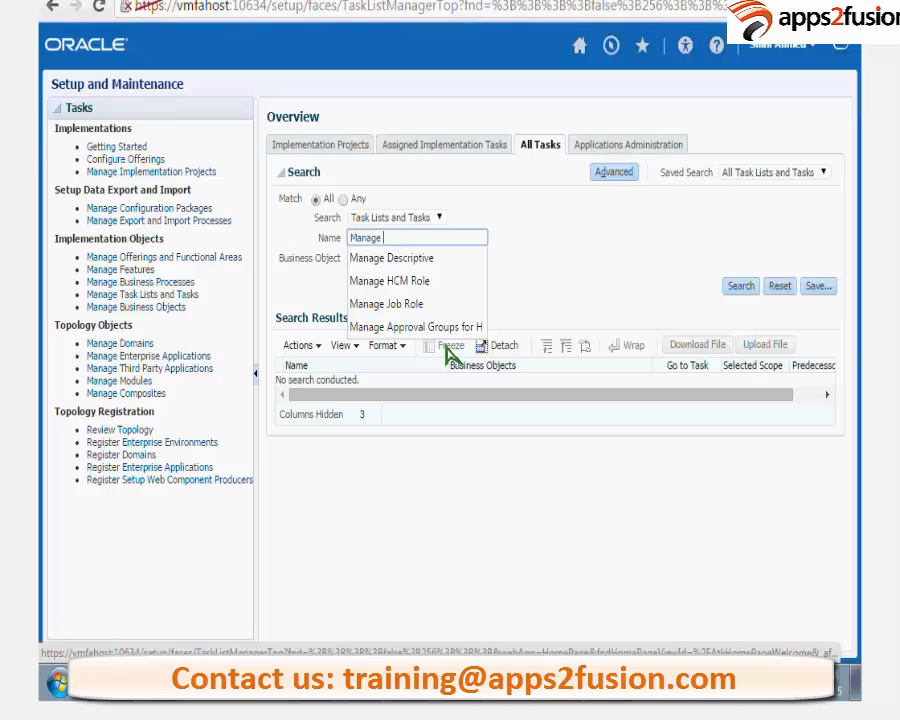 https://vmfahost:10634/setup/faces/TaskListManagerTop?fnd=%3B%3B%3B%3Bfalse%3B256%3B%3B%3B
apps2fusion
ORACLE
Setup and Maintenance
Tasks
Implementations
Getting Started
Configure Offerings
Manage Implementation Projects
Setup Data Export and Import
Manage Configuration Packages
Manage Export and Import Processes
Implementation Objects
Manage Offerings and Functional Areas
Manage Features
Manage Business Processes
Manage Task Lists and Tasks
Manage Business Objects
Topology Objects
Manage Domains
Manage Enterprise Applications
Manage Third Party Applications
Manage Modules
Manage Composites
Topology Registration
Review Topology
Register Enterprise Environments
Register Domains
Register Enterprise Applications
Register Setup Web Component Producers
Overview
Implementation Projects Assigned Implementation Tasks All Tasks Applications Administration
Search Advanced Saved Search All Task Lists and Tasks
Match All Any
Search Task Lists and Tasks
Name Manage
Business Object
Manage Descriptive
Manage HCM Role
Manage Job Role
Manage Approval Groups for H
Search Reset Save...
Search Results
Actions View Format Freeze Detach Wrap Download File Upload File
Name Business Objects Go to Task Selected Scope Predecesso
No search conducted.
Columns Hidden 3
Contact us: training@apps2fusion.com